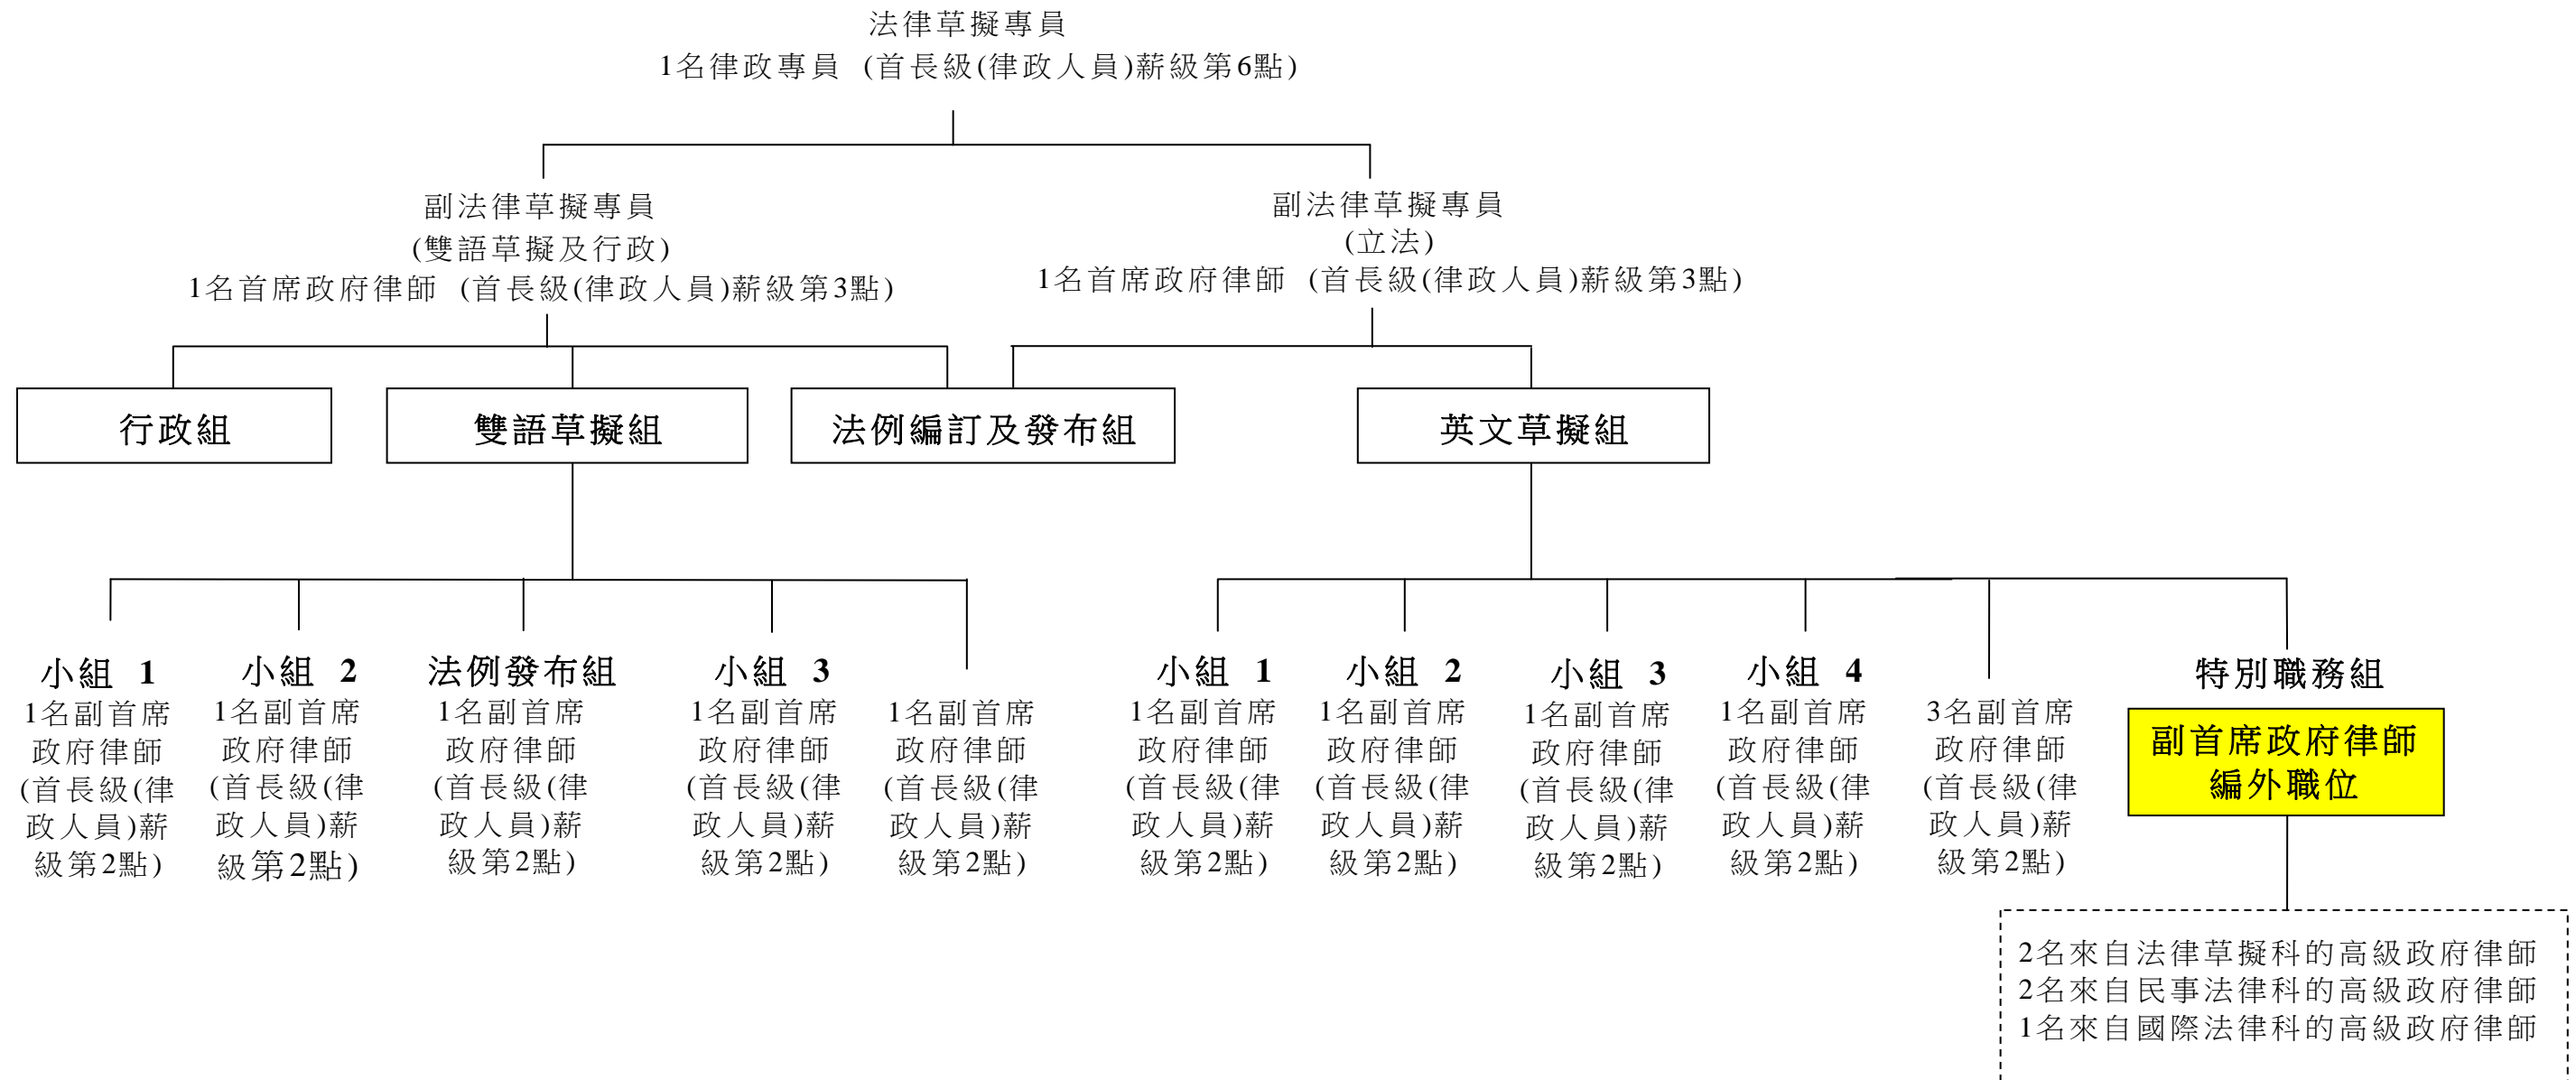 法律草擬專員
1名律政專員 (首長級(律政人員)薪級第6點)
副法律草擬專員
(雙語草擬及行政)
1名首席政府律師 (首長級(律政人員)薪級第3點)
副法律草擬專員
(立法)
1名首席政府律師 (首長級(律政人員)薪級第3點)
行政組
雙語草擬組
法例編訂及發布組
英文草擬組
小組 1
1名副首席
政府律師
(首長級(律
政人員)薪
級第2點)
小組 2
1名副首席
政府律師
(首長級(律
政人員)薪
級第2點)
法例發布組
1名副首席
政府律師
(首長級(律
政人員)薪
級第2點)
小組 3
1名副首席
政府律師
(首長級(律
政人員)薪
級第2點)
1名副首席
政府律師
(首長級(律
政人員)薪
級第2點)
小組 1
1名副首席
政府律師
(首長級(律
政人員)薪
級第2點)
小組 2
1名副首席
政府律師
(首長級(律
政人員)薪
級第2點)
小組 3
1名副首席
政府律師
(首長級(律
政人員)薪
級第2點)
小組 4
1名副首席
政府律師
(首長級(律
政人員)薪
級第2點)
3名副首席
政府律師
(首長級(律
政人員)薪
級第2點)
特別職務組
副首席政府律師
編外職位
2名來自法律草擬科的高級政府律師
2名來自民事法律科的高級政府律師
1名來自國際法律科的高級政府律師